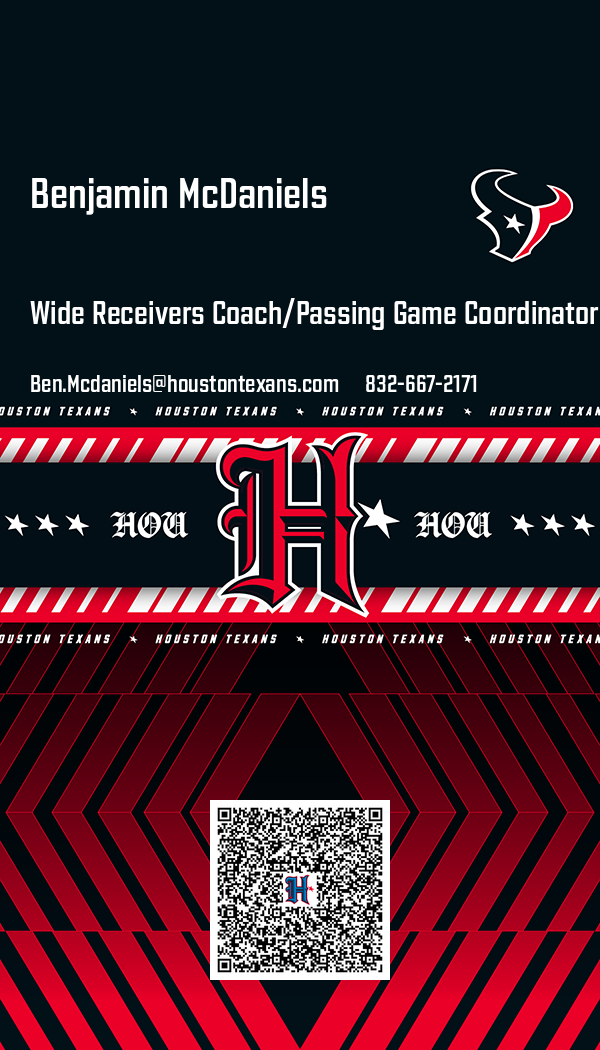 Benjamin McDaniels
Wide Receivers Coach/Passing Game Coordinator
Ben.Mcdaniels@houstontexans.com 832-667-2171
HOUSTON TEXANS HOUSTON TEXANS HOUSTON TEXANS HOUSTON TEXANS
HOU H HOU
HOUSTON TEXANS HOUSTON TEXANS HOUSTON TEXANS HOUSTON TEXANS
H